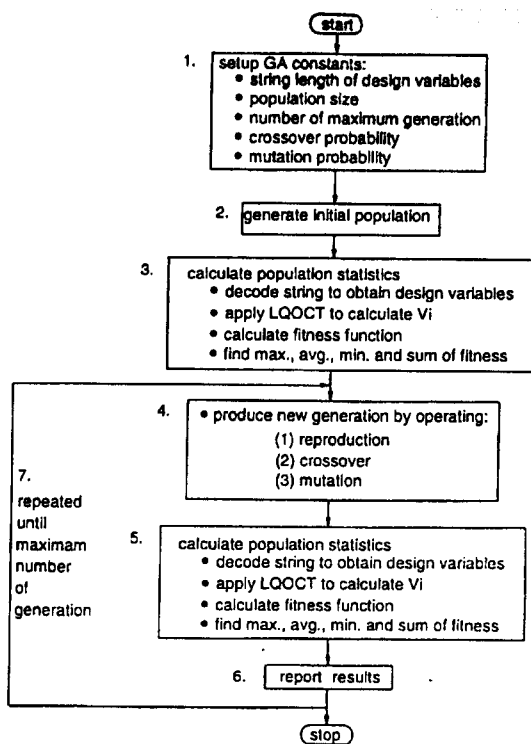 start
1.
setup GA constants:
• string length of design variables
• population size
• number of maximum generation
• crossover probability
• mutation probability
2.
generate initial population
3.
calculate population statistics
• decode string to obtain design variables
• apply LQOCT to calculate Vi
• calculate fitness function
• find max., avg., min. and sum of fitness
4.
• produce new generation by operating:
(1) reproduction
(2) crossover
(3) mutation
5.
calculate population statistics
• decode string to obtain design variables
• apply LQOCT to calculate Vi
• calculate fitness function
• find max., avg., min. and sum of fitness
6.
report results
7.
repeated
until
maximam
number
of
generation
stop